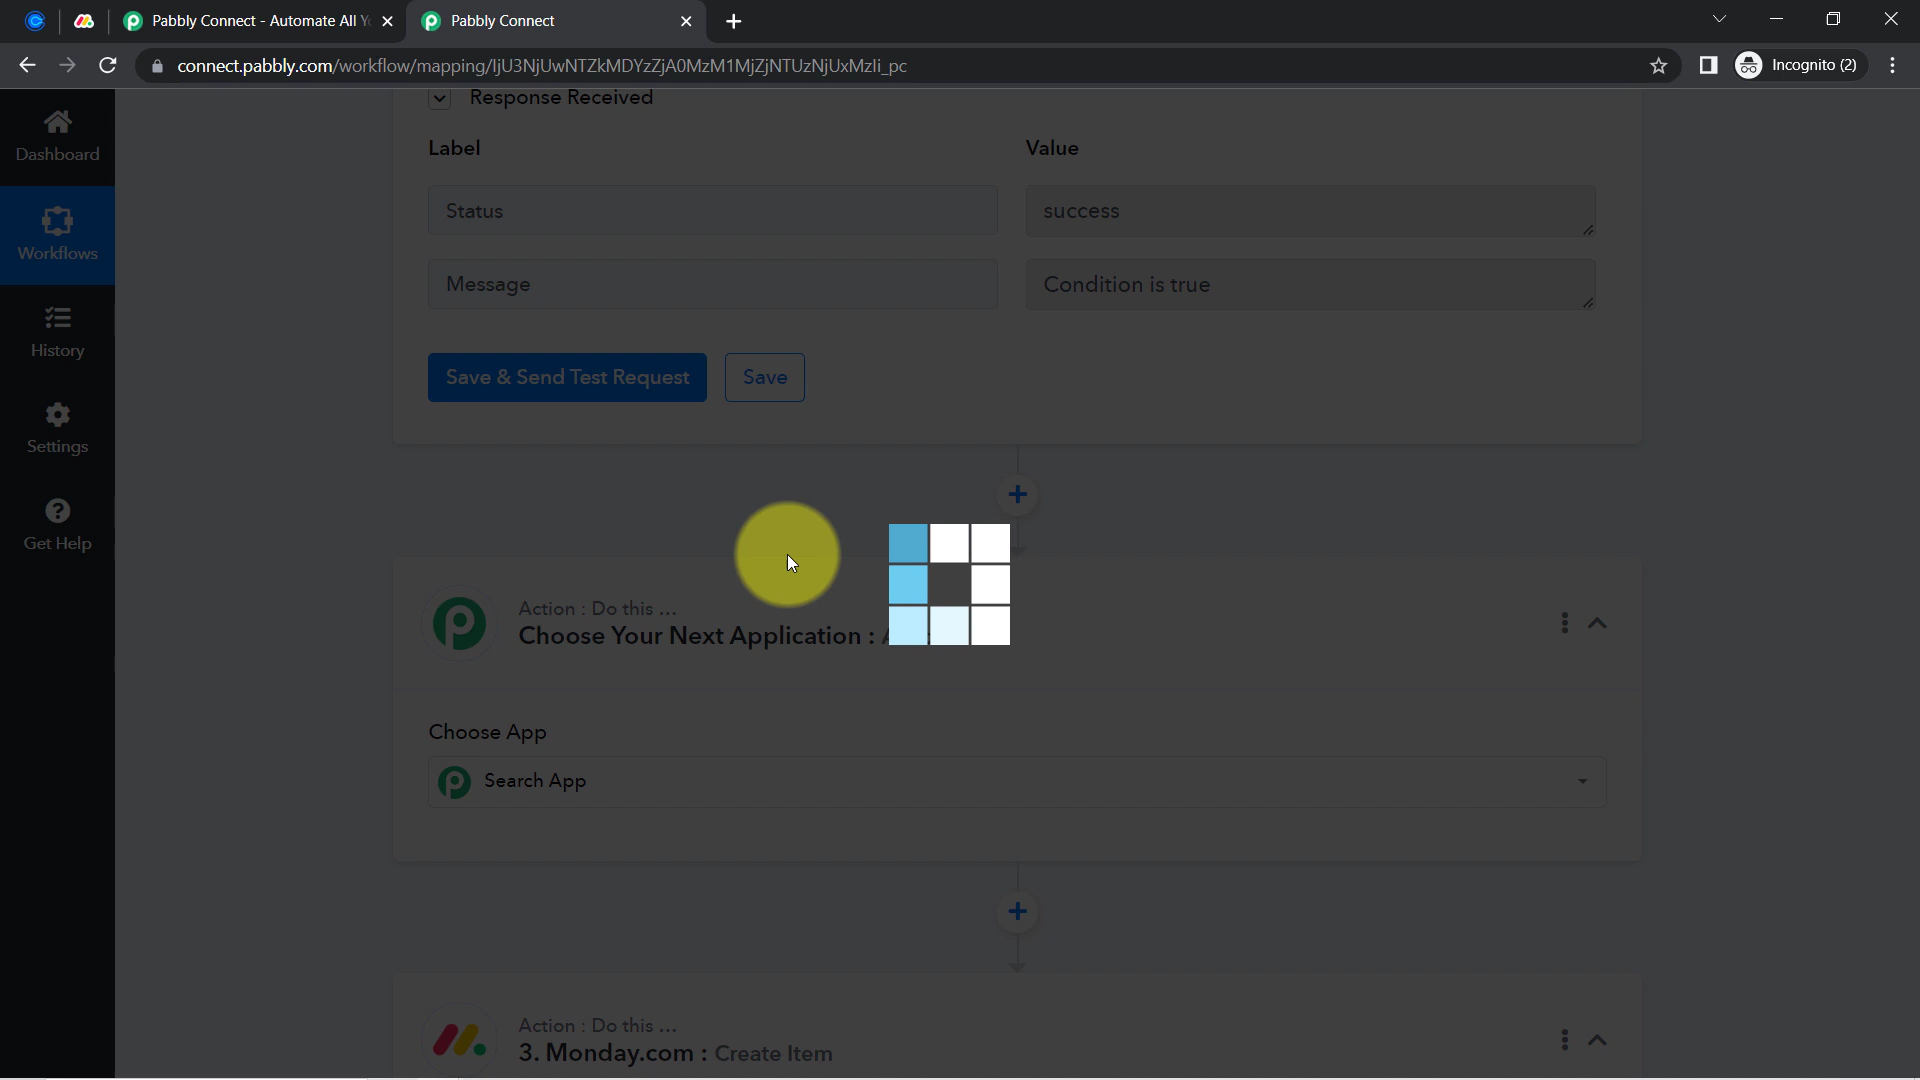 Pabbly Connect - Automate All Y
Pabbly Connect
connect.pabbly.com/workflow/mapping/IjU3NjUwNTZkMDYzZjA0MzM1MjZjNTUzNjUxMzIi_pc
Incognito (2)
Dashboard
Workflows
History
Settings
Get Help
Response Received
Label
Value
Status
success
Message
Condition is true
Save & Send Test Request
Save
Action : Do this ...
Choose Your Next Application :
Choose App
Search App
Action : Do this ...
3. Monday.com : Create Item